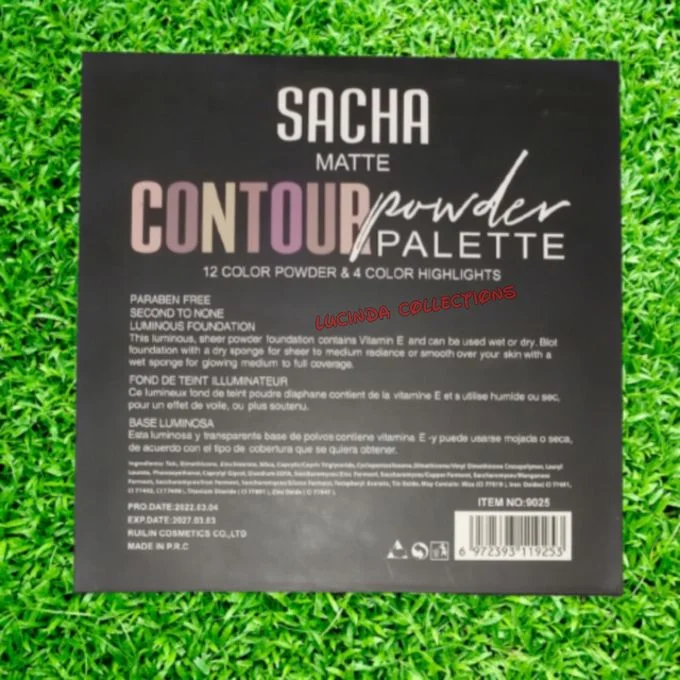 SACHA
MATTE
CONTOUR powder
PALETTE
12 COLOR POWDER & 4 COLOR HIGHLIGHTS
LUCINDA COLLECTIONS
PARABEN FREE
SECOND TO NONE
LUMINOUS FOUNDATION
This luminous, sheer powder foundation contains Vitamin E and can be used wet or dry. Blot
foundation with a dry sponge for sheer to medium radiance or smooth over your skin with a
wet sponge for glowing medium to full coverage.
FOND DE TEINT ILLUMINATEUR
Ce lumineux fond de teint poudre diaphane contient de la vitamine E et s utilise humide ou sec,
pour un effet de voile, ou plus soutenu.
BASE LUMINOSA
Esta luminosa y transparente base de polvos contiene vitamina E -y puede usarse mojada o seca,
de acuerdo con el tipo de cobertura que se quiera obtener.
PRO.DATE:2022.03.04
EXP.DATE:2027.03.03
RUILIN COSMETICS CO.,LTD
MADE IN P.R.C
ITEM NO:9025
6 972393 119253